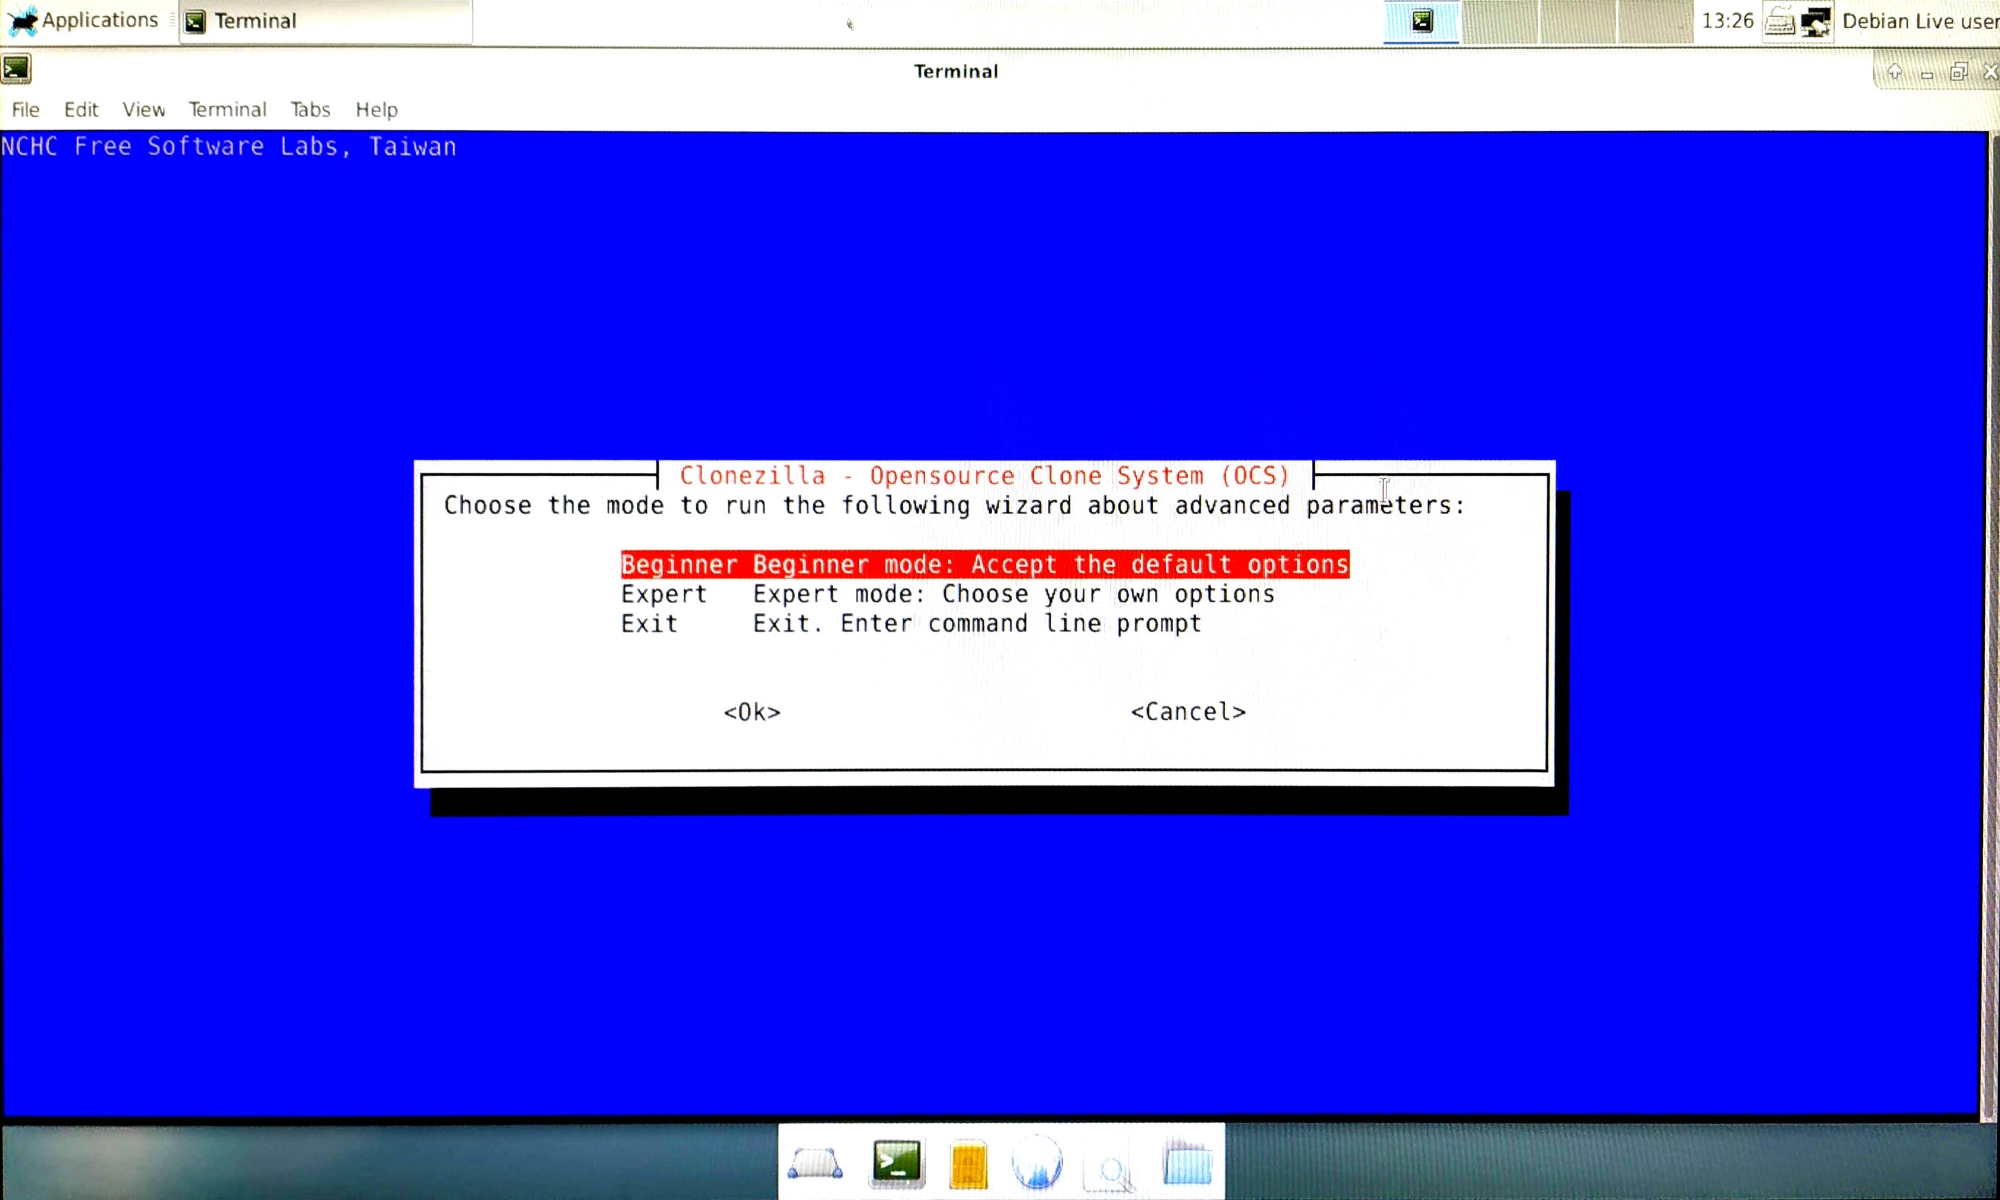 Applications Terminal 13:26 Debian Live user
Terminal
File Edit View Terminal Tabs Help
NCHC Free Software Labs, Taiwan
Clonezilla - Opensource Clone System (OCS)
Choose the mode to run the following wizard about advanced parameters:
Beginner Beginner mode: Accept the default options
Expert Expert mode: Choose your own options
Exit Exit. Enter command line prompt
<Ok> <Cancel>